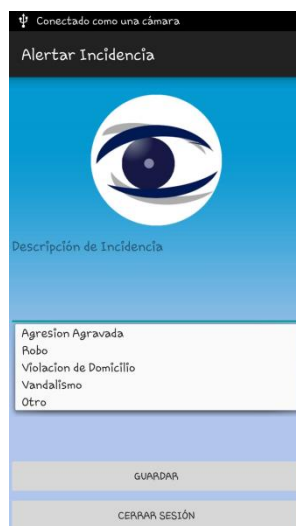 Conectado como una cámara
Alertar Incidencia
Descripción de Incidencia
Agresion Agravada
Robo
Violacion de Domicilio
Vandalismo
Otro
GUARDAR
CERRAR SESIÓN